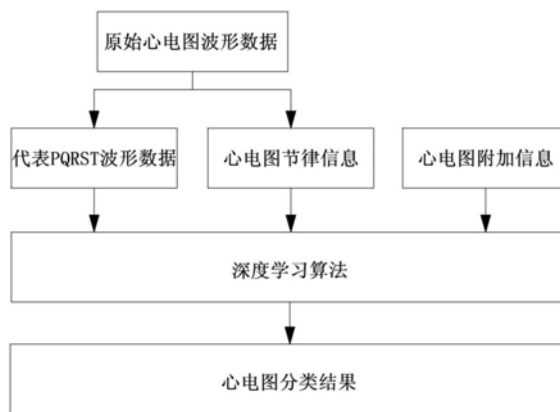 原始心电图波形数据
代表PQRST波形数据
心电图节律信息
心电图附加信息
深度学习算法
心电图分类结果